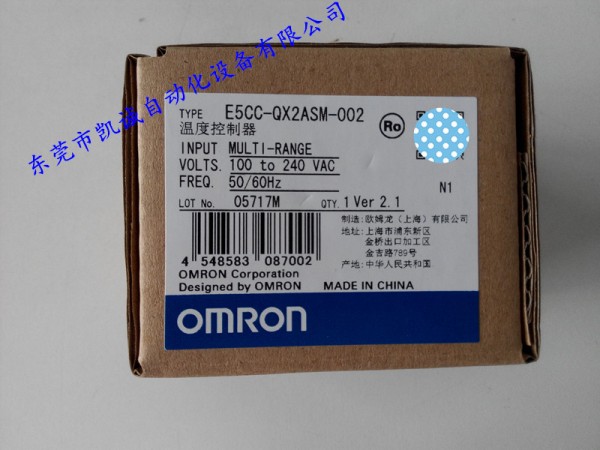 东莞市凯诚自动化设备有限公司
TYPE E5CC-QX2ASM-002
温度控制器
Ro
INPUT MULTI-RANGE
VOLTS. 100 to 240 VAC
FREQ. 50/60Hz
N1
LOT No. 05717M QTY. 1 Ver 2.1
制造: 欧姆龙（上海）有限公司
地址: 上海市浦东新区
金桥出口加工区
金吉路789号
产地: 中华人民共和国
4 548583 087002
OMRON Corporation
Designed by OMRON MADE IN CHINA
OMRON